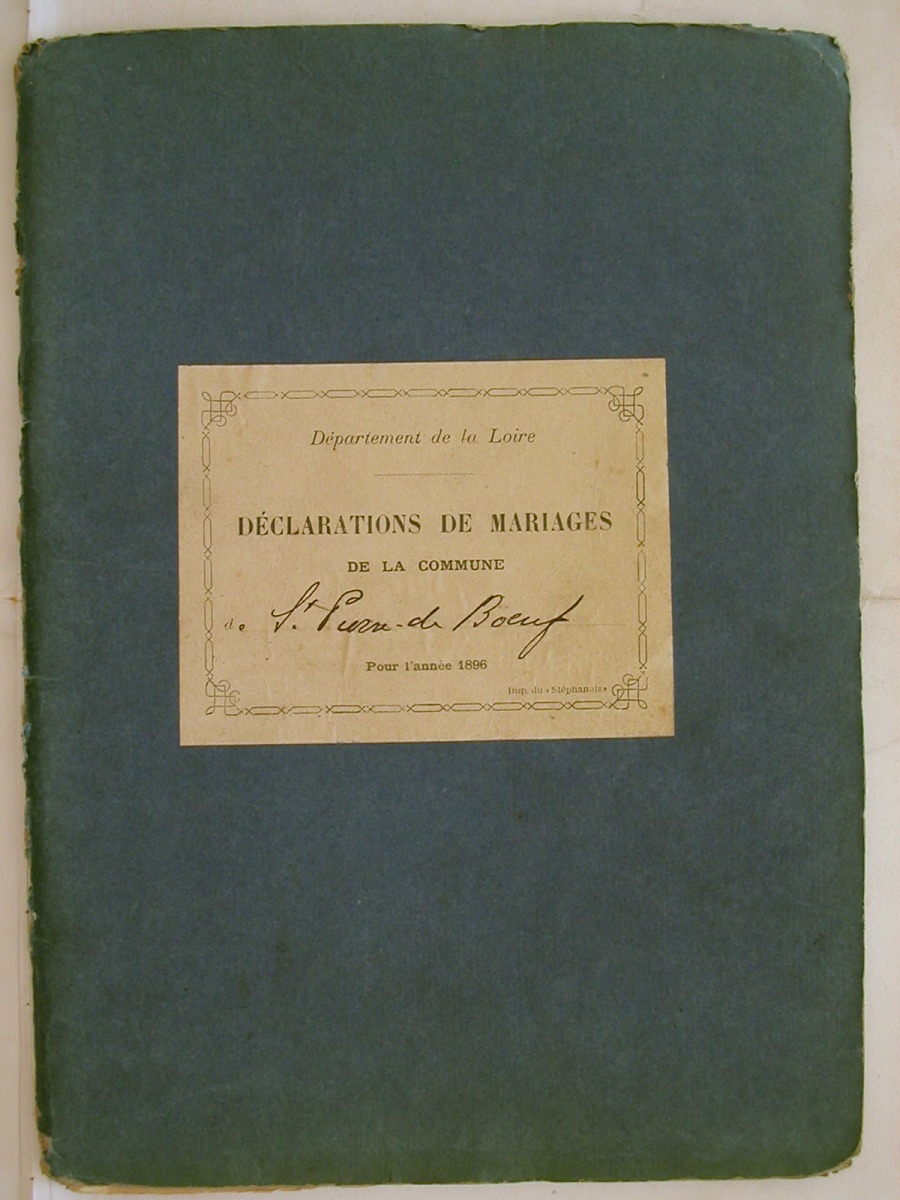 Département de la Loire
DÉCLARATIONS DE MARIAGES
DE LA COMMUNE
de St Pierre-de Boeuf
Pour l'année 1896
Imp. du « Stéphanois »